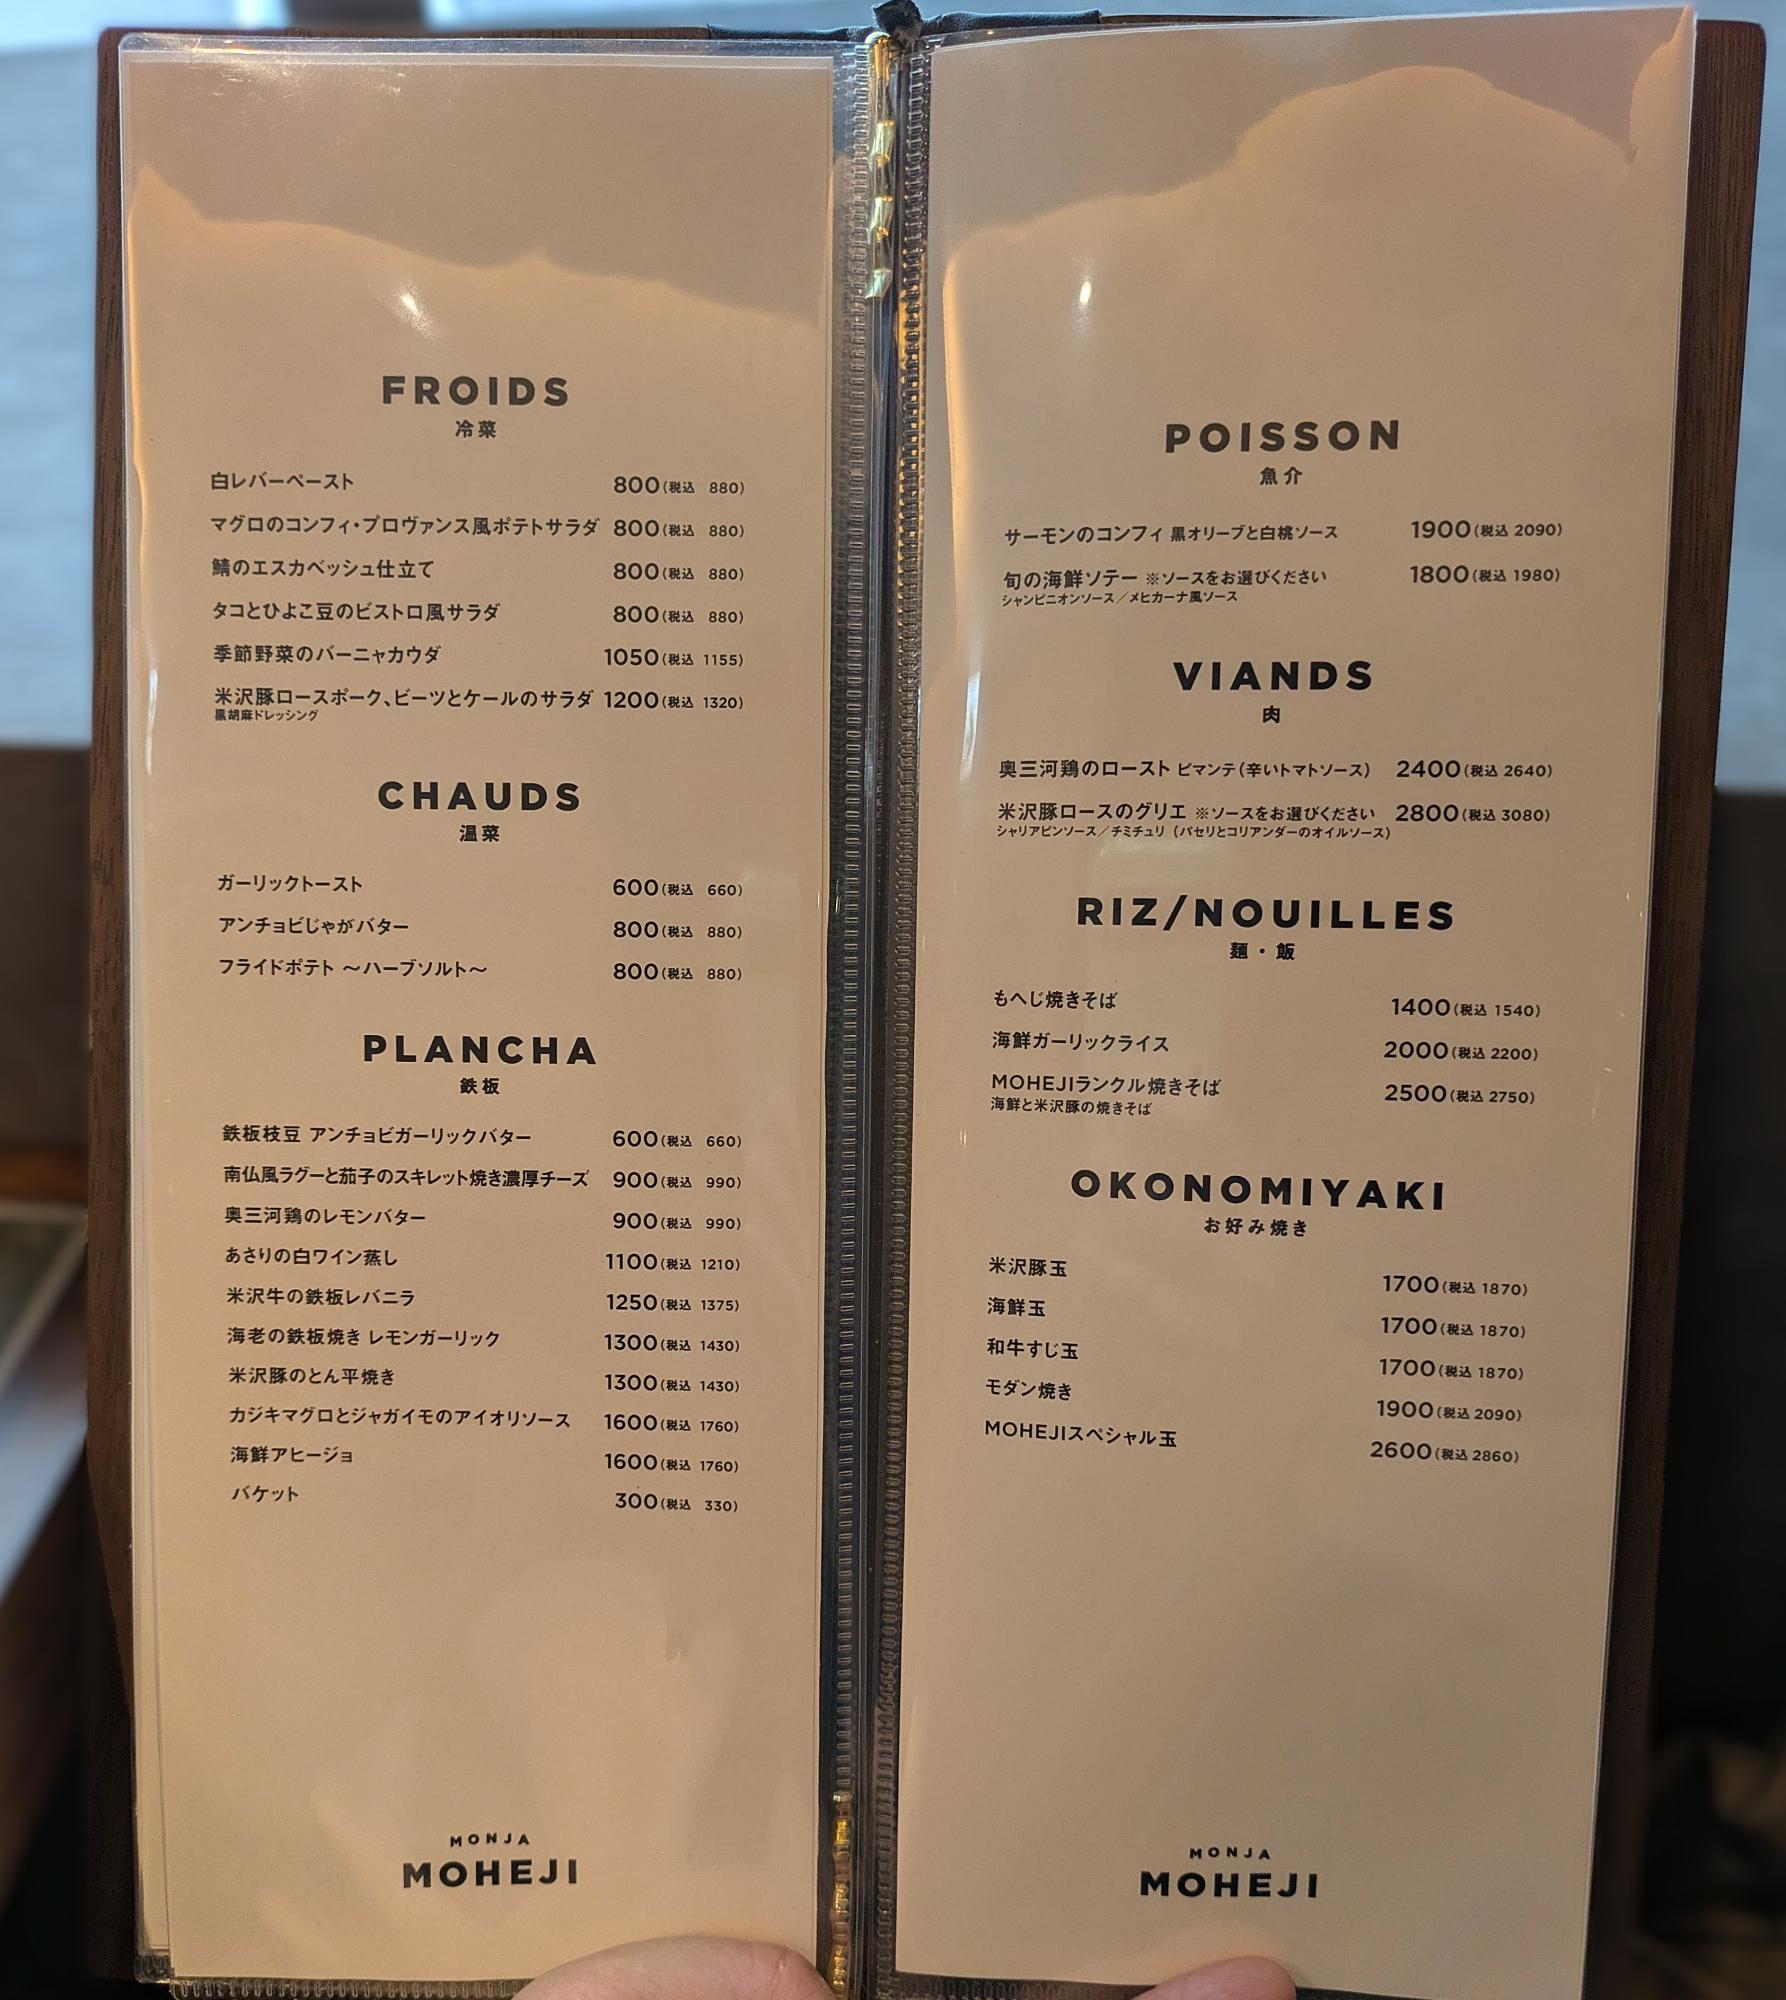 FROIDS
冷菜
白レバーペースト 800(税込 880)
マグロのコンフィ・プロヴァンス風ポテトサラダ 800(税込 880)
鯖のエスカベッシュ仕立て 800(税込 880)
タコとひよこ豆のビストロ風サラダ 800(税込 880)
季節野菜のバーニャカウダ 1050(税込 1155)
米沢豚ロースポーク、ビーツとケールのサラダ 1200(税込 1320)
黒胡麻ドレッシング
CHAUDS
温菜
ガーリックトースト 600(税込 660)
アンチョビじゃがバター 800(税込 880)
フライドポテト ～ハーブソルト～ 800(税込 880)
PLANCHA
鉄板
鉄板枝豆 アンチョビガーリックバター 600(税込 660)
南仏風ラグーと茄子のスキレット焼き濃厚チーズ 900(税込 990)
奥三河鶏のレモンバター 900(税込 990)
あさりの白ワイン蒸し 1100(税込 1210)
米沢牛の鉄板レバニラ 1250(税込 1375)
海老の鉄板焼き レモンガーリック 1300(税込 1430)
米沢豚のとん平焼き 1300(税込 1430)
カジキマグロとジャガイモのアイオリソース 1600(税込 1760)
海鮮アヒージョ 1600(税込 1760)
バケット 300(税込 330)
MONJA
MOHEJI
POISSON
魚介
サーモンのコンフィ 黒オリーブと白桃ソース 1900(税込 2090)
旬の海鮮ソテー ※ソースをお選びください 1800(税込 1980)
シャンピニオンソース／メヒカーナ風ソース
VIANDS
肉
奥三河鶏のロースト ピマンテ(辛いトマトソース) 2400(税込 2640)
米沢豚ロースのグリエ ※ソースをお選びください 2800(税込 3080)
シャリアピンソース／チミチュリ（パセリとコリアンダーのオイルソース）
RIZ/NOUILLES
麺・飯
もへじ焼きそば 1400(税込 1540)
海鮮ガーリックライス 2000(税込 2200)
MOHEJIランクル焼きそば 2500(税込 2750)
海鮮と米沢豚の焼きそば
OKONOMIYAKI
お好み焼き
米沢豚玉 1700(税込 1870)
海鮮玉 1700(税込 1870)
和牛すじ玉 1700(税込 1870)
モダン焼き 1900(税込 2090)
MOHEJIスペシャル玉 2600(税込 2860)
MONJA
MOHEJI